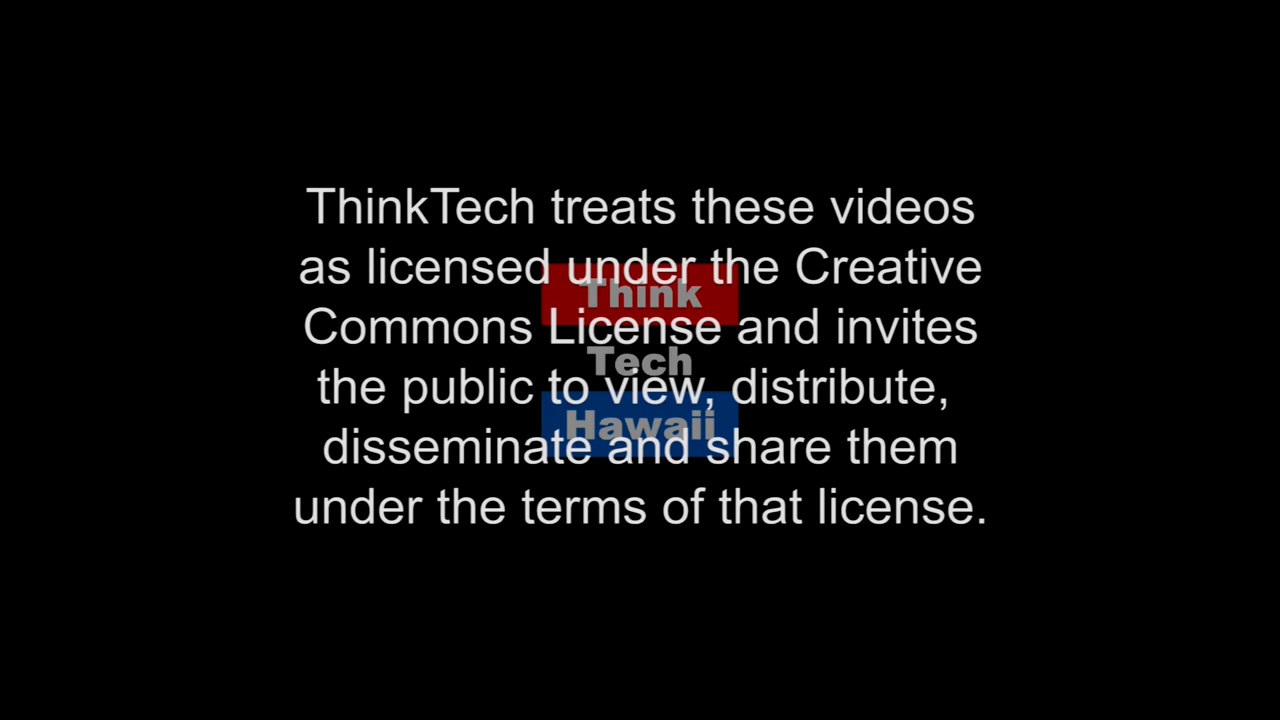 ThinkTech treats these videos
as licensed under the Creative
Think
Commons License and invites
Tech
the public to view, distribute,
Hawaii
disseminate and share them
under the terms of that license.